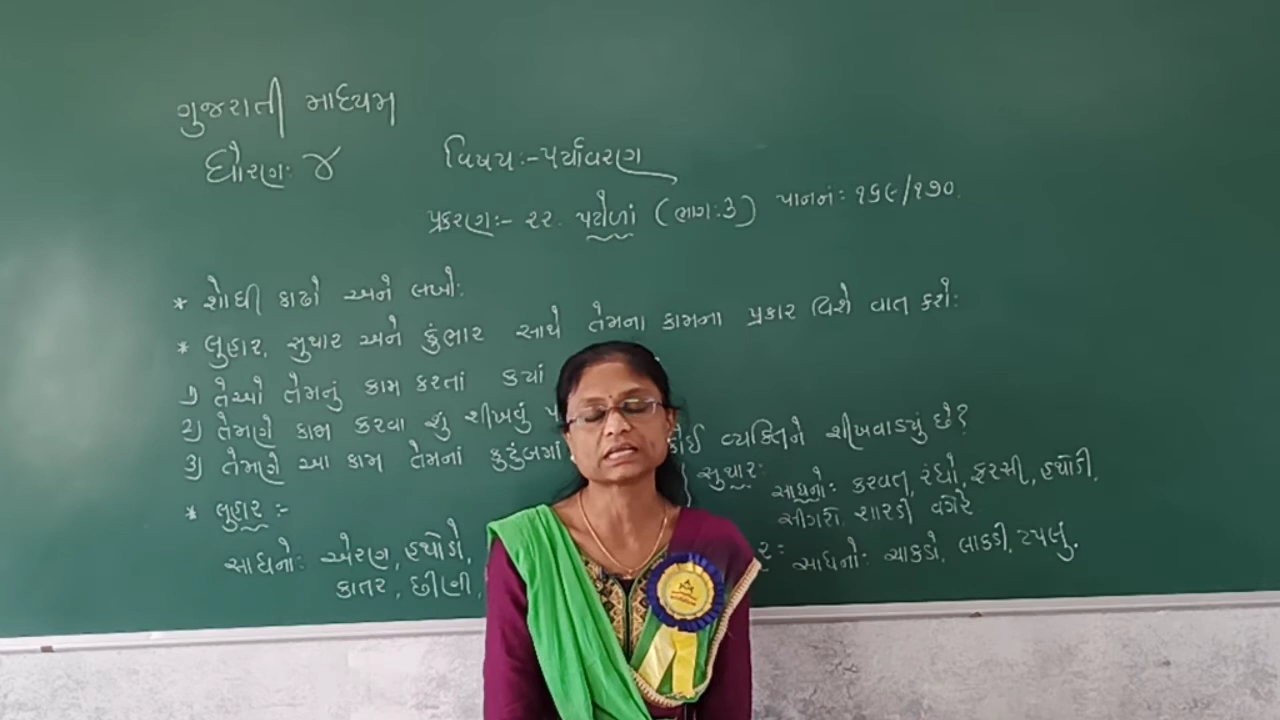 ગુજરાતી માધ્યમ
ધોરણઃ ૪
વિષયઃ-પર્યાવરણ
પ્રકરણઃ- ૨૨. પટોળાં (ભાગઃ૩) પાનનંઃ ૧૬૯/૧૭૦.
* શોધી કાઢો અને લખોઃ
* લુહાર, સુથાર અને કુંભાર સાથે તેમના કામના પ્રકાર વિશે વાત કરોઃ
૧) તેઓ તેમનું કામ કરતાં કયાં
૨) તેમણે કામ કરવા શું શીખવું પ
૩) તેમણે આ કામ તેમનાં કુટુંબમાં કોઈ વ્યક્તિને શીખવાડ્યું છે?
* લુહાર :-
સાધનોઃ એરણ, હથોડો,
કાતર, છીણી,
સુથારઃ
સાધનોઃ કરવત, રંધો, ફરસી, હથોડી,
સીગરી, શારડી વગેરે
રઃ સાધનોઃ ચાકડો, લાકડી, ટપલું.